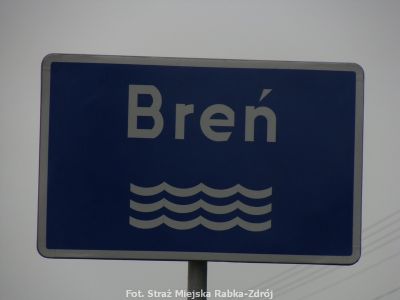 Breń
Fot. Straż Miejska Rabka-Zdrój